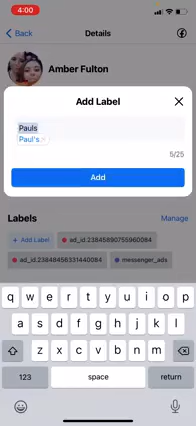 4:00
Back
Details
Amber Fulton
Add Label
Pauls
Paul's
5/25
Add
Labels
Manage
+ Add Label
ad_id.23845890755960084
ad_id.23848456331440084
messenger_ads
q w e r t y u i o p
a s d f g h j k l
z x c v b n m
123
space
return